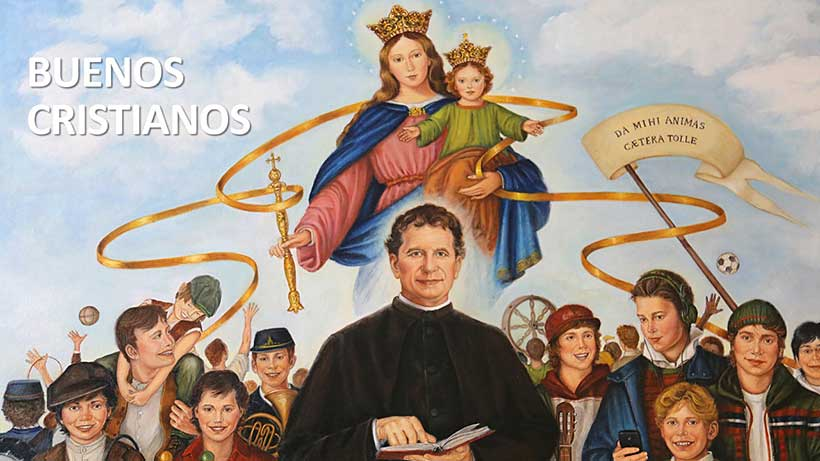 BUENOS
CRISTIANOS
DA MIHI ANIMAS
CÆTERA TOLLE